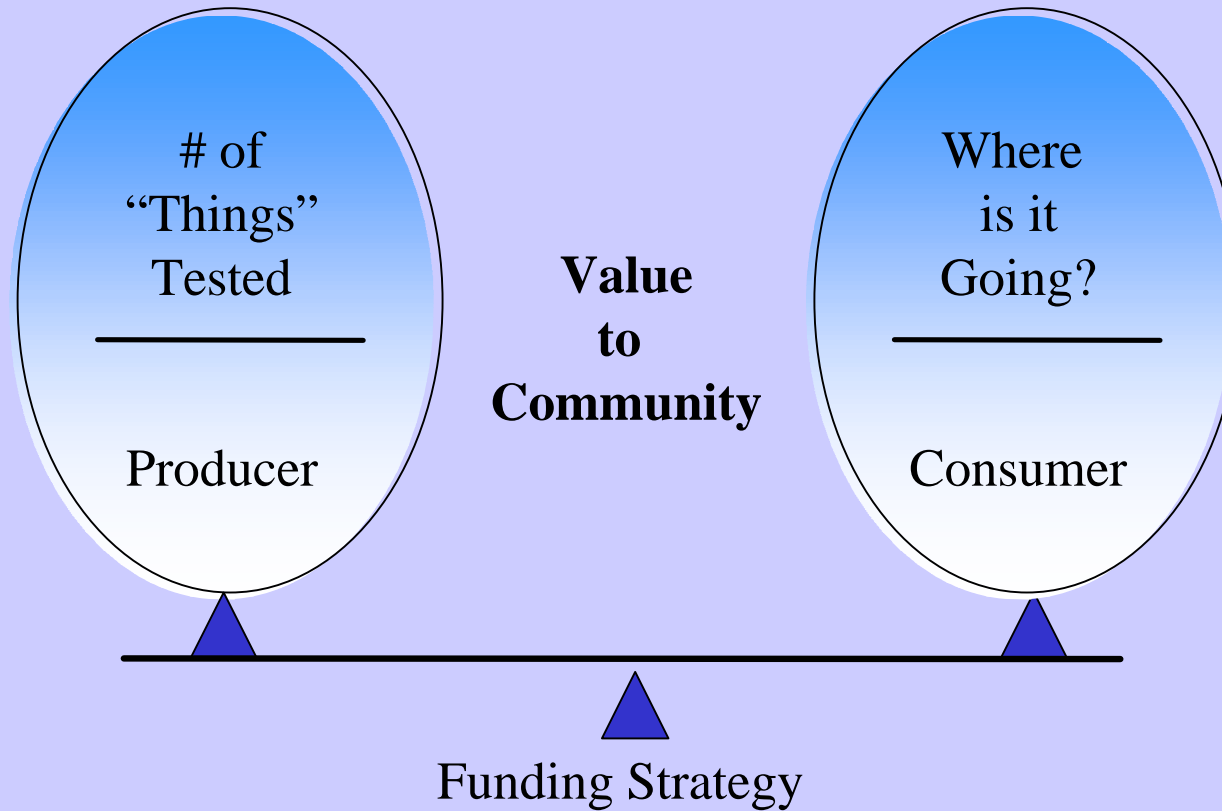 # of
“Things”
Tested
Producer
Value
to
Community
Where
is it
Going?
Consumer
Funding Strategy